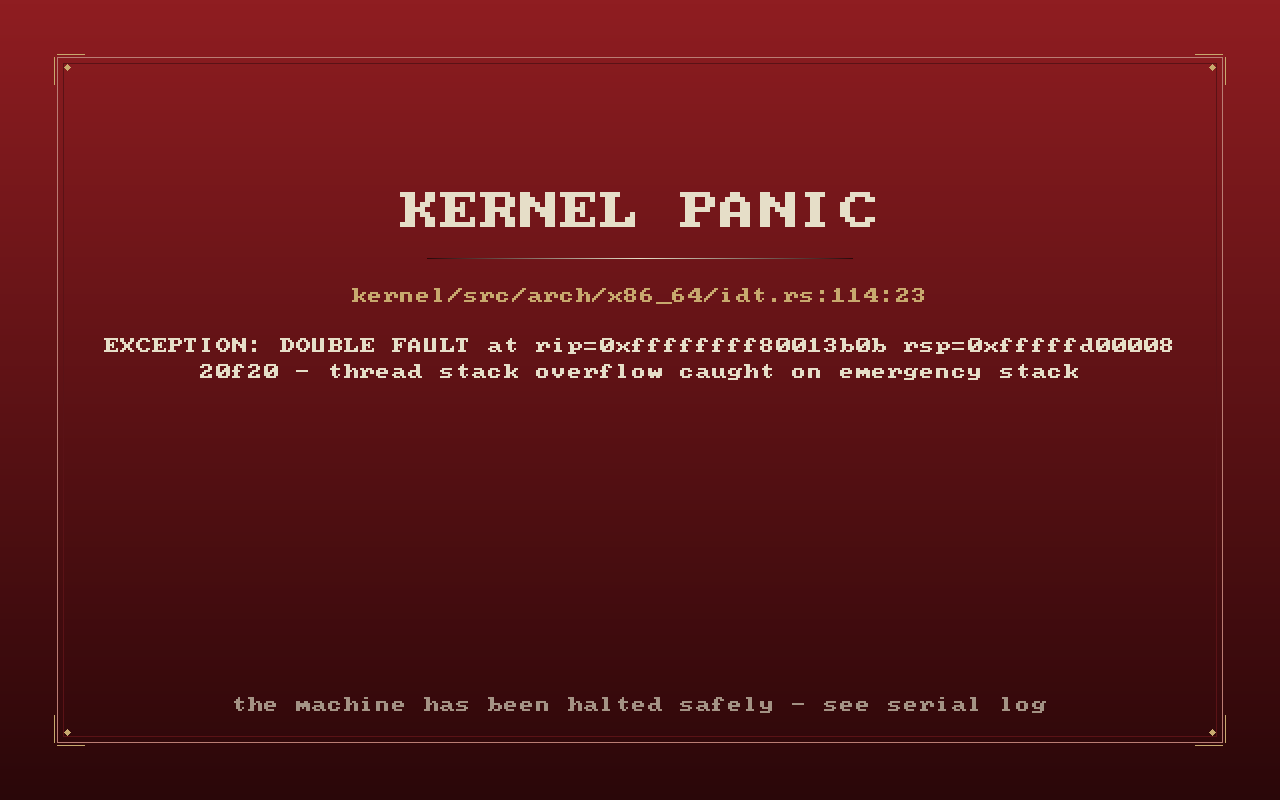 KERNEL PANIC
kernel/src/arch/x86_64/idt.rs:114:23
EXCEPTION: DOUBLE FAULT at rip=0xffffffff80013b0b rsp=0xfffffd00008
20f20 - thread stack overflow caught on emergency stack
the machine has been halted safely - see serial log